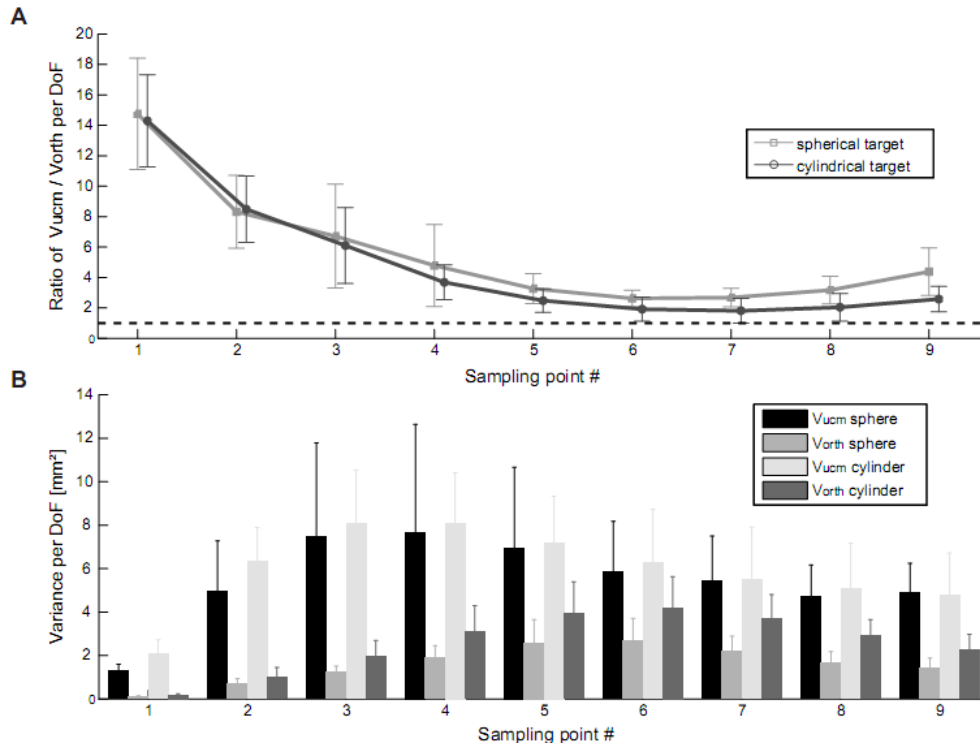 A
Ratio of Vucm / Vorth per DoF
20
18
16
14
12
10
8
6
4
2
0
spherical target
cylindrical target
1 2 3 4 5 6 7 8 9
Sampling point #
B
Variance per DoF [mm²]
14
12
10
8
6
4
2
0
Vucm sphere
Vorth sphere
Vucm cylinder
Vorth cylinder
1 2 3 4 5 6 7 8 9
Sampling point #